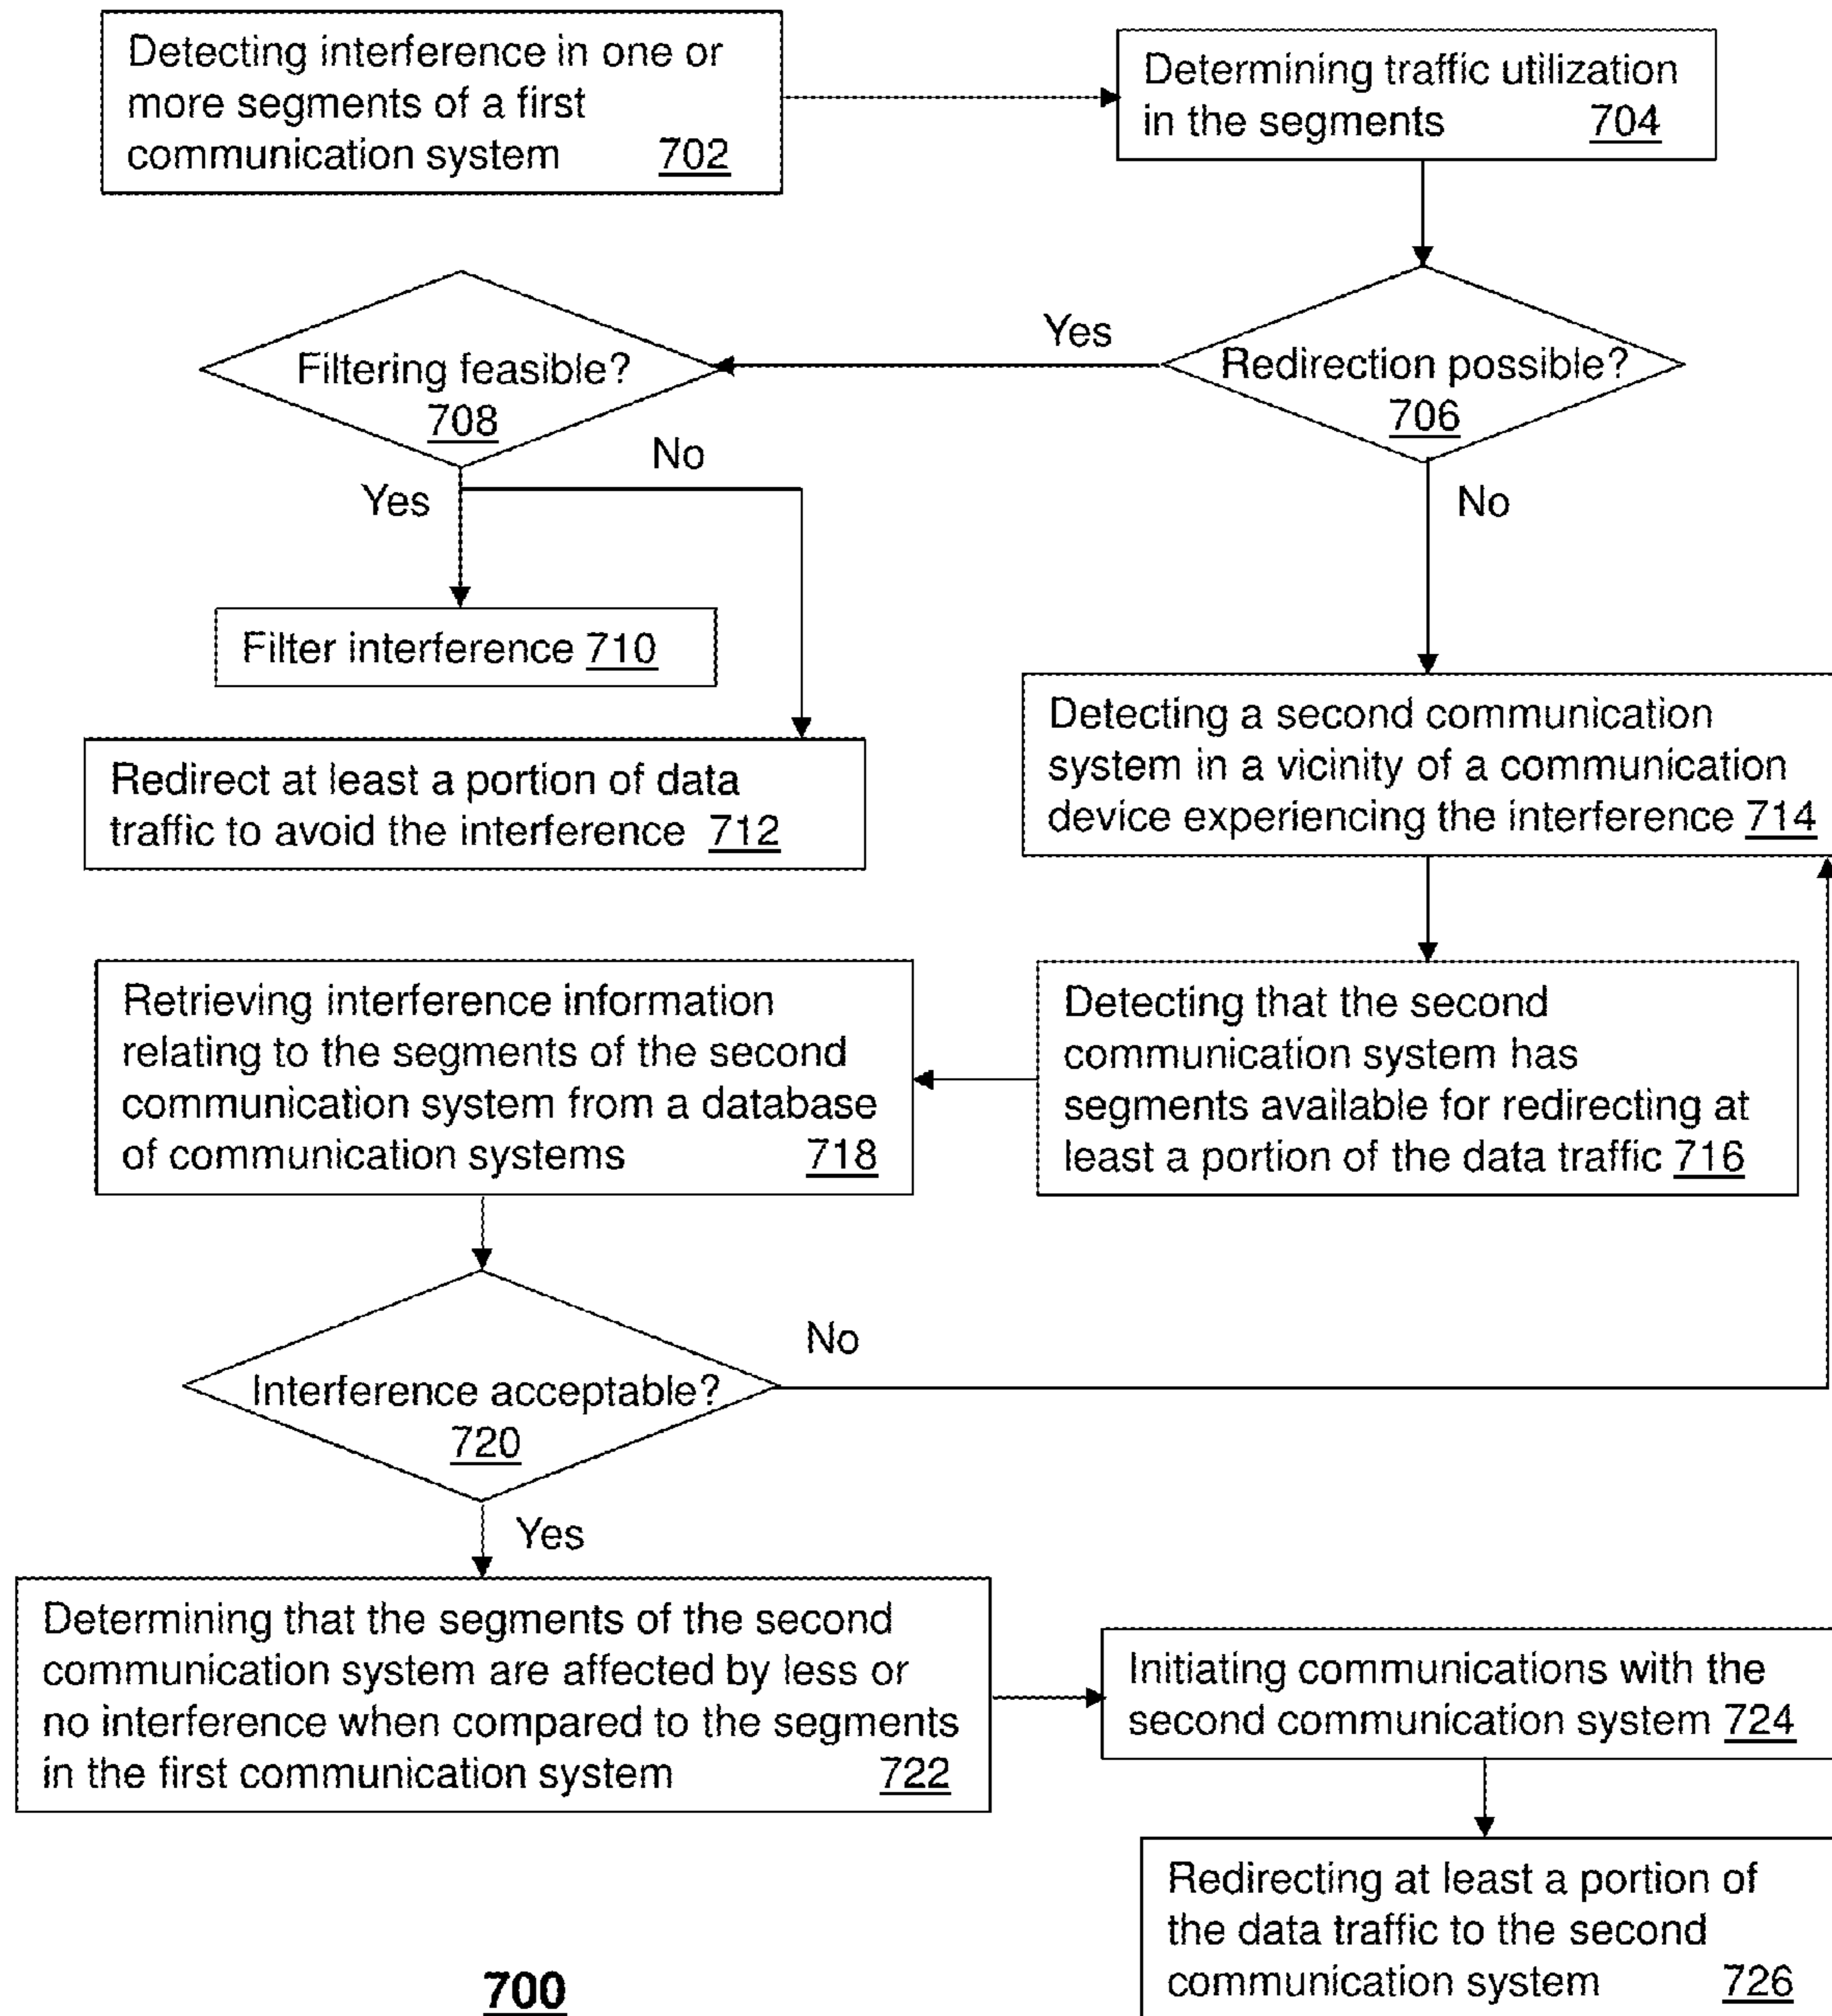 Detecting interference in one or
more segments of a first
communication system 702
Determining traffic utilization
in the segments 704
Redirection possible?
706
Yes
No
Filtering feasible?
708
No
Yes
Filter interference 710
Redirect at least a portion of data
traffic to avoid the interference 712
Detecting a second communication
system in a vicinity of a communication
device experiencing the interference 714
Detecting that the second
communication system has
segments available for redirecting at
least a portion of the data traffic 716
Retrieving interference information
relating to the segments of the second
communication system from a database
of communication systems 718
Interference acceptable?
720
No
Yes
Determining that the segments of the second
communication system are affected by less or
no interference when compared to the segments
in the first communication system 722
Initiating communications with the
second communication system 724
Redirecting at least a portion of
the data traffic to the second
communication system 726
700